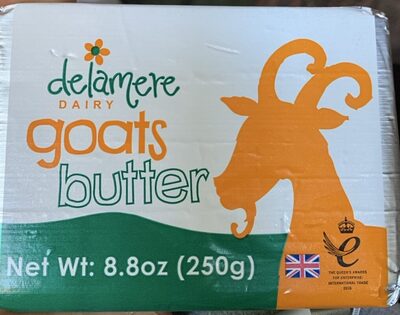 delamere
DAIRY
goats
butter
Net Wt: 8.8oz (250g)
THE QUEEN'S AWARDS
FOR ENTERPRISE:
INTERNATIONAL TRADE